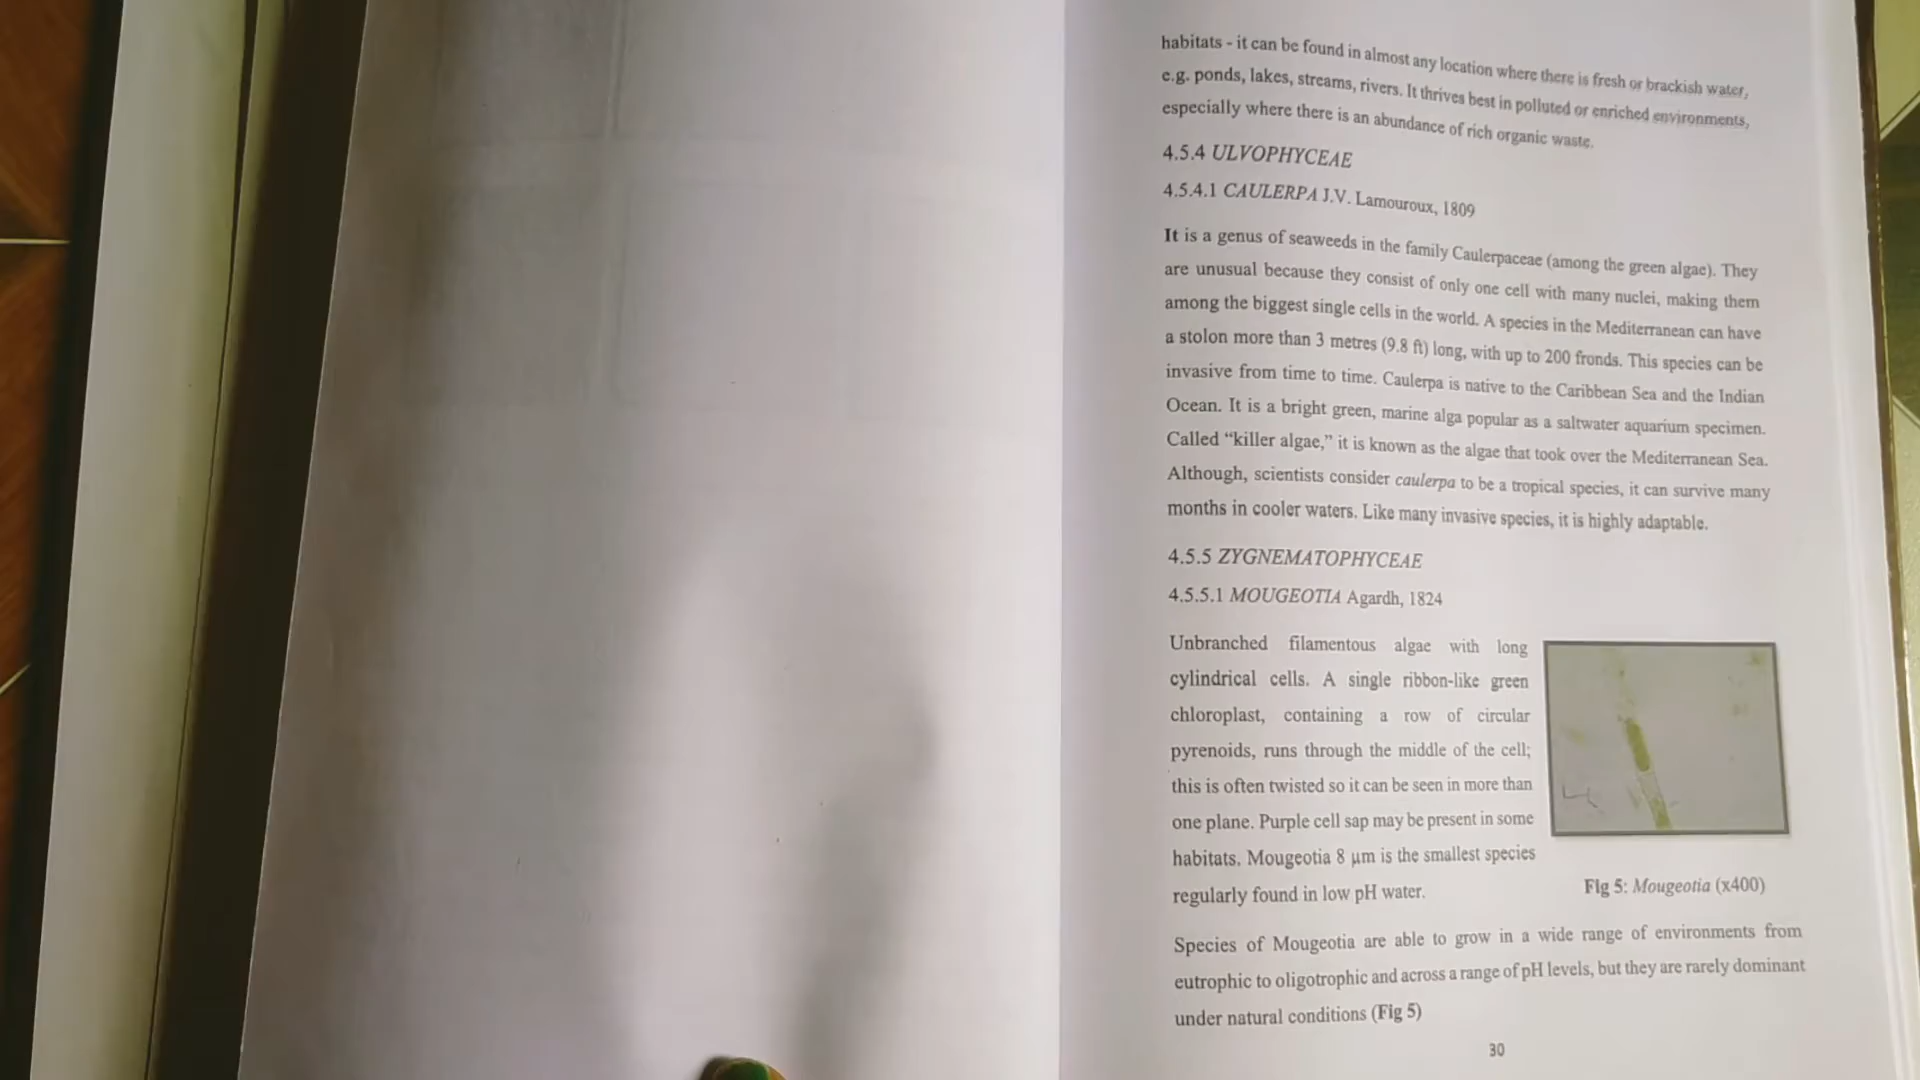 habitats - it can be found in almost any location where there is fresh or brackish water,
e.g. ponds, lakes, streams, rivers. It thrives best in polluted or enriched environments,
especially where there is an abundance of rich organic waste.
4.5.4 ULVOPHYCEAE
4.5.4.1 CAULERPA J.V. Lamouroux, 1809
It is a genus of seaweeds in the family Caulerpaceae (among the green algae). They
are unusual because they consist of only one cell with many nuclei, making them
among the biggest single cells in the world. A species in the Mediterranean can have
a stolon more than 3 metres (9.8 ft) long, with up to 200 fronds. This species can be
invasive from time to time. Caulerpa is native to the Caribbean Sea and the Indian
Ocean. It is a bright green, marine alga popular as a saltwater aquarium specimen.
Called “killer algae,” it is known as the algae that took over the Mediterranean Sea.
Although, scientists consider caulerpa to be a tropical species, it can survive many
months in cooler waters. Like many invasive species, it is highly adaptable.
4.5.5 ZYGNEMATOPHYCEAE
4.5.5.1 MOUGEOTIA Agardh, 1824
Unbranched filamentous algae with long
cylindrical cells. A single ribbon-like green
chloroplast, containing a row of circular
pyrenoids, runs through the middle of the cell;
this is often twisted so it can be seen in more than
one plane. Purple cell sap may be present in some
habitats. Mougeotia 8 µm is the smallest species
regularly found in low pH water.
Fig 5: Mougeotia (x400)
Species of Mougeotia are able to grow in a wide range of environments from
eutrophic to oligotrophic and across a range of pH levels, but they are rarely dominant
under natural conditions (Fig 5)
30